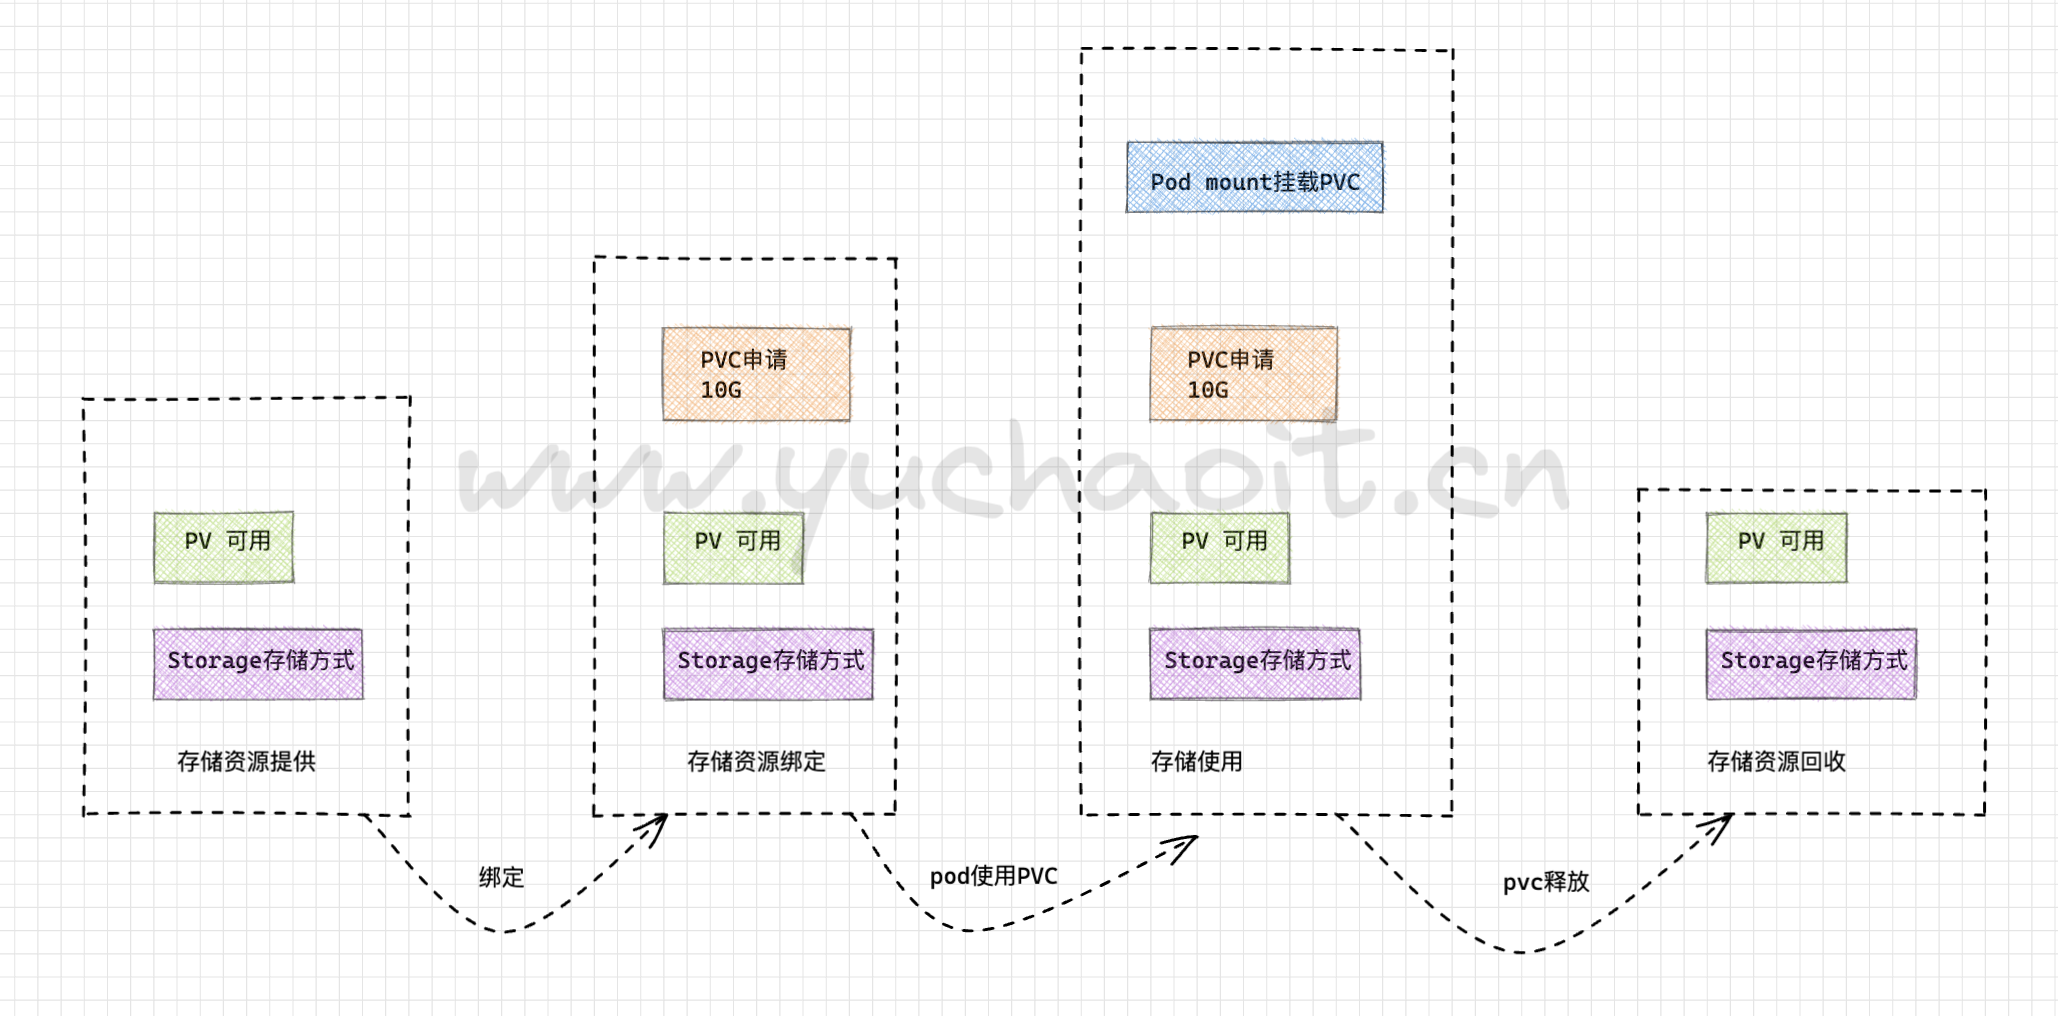 PV 可用
Storage存储方式
存储资源提供
绑定
PVC申请
10G
PV 可用
Storage存储方式
存储资源绑定
pod使用PVC
Pod mount挂载PVC
PVC申请
10G
PV 可用
Storage存储方式
存储使用
pvc释放
PV 可用
Storage存储方式
存储资源回收
www.yuchaoit.cn